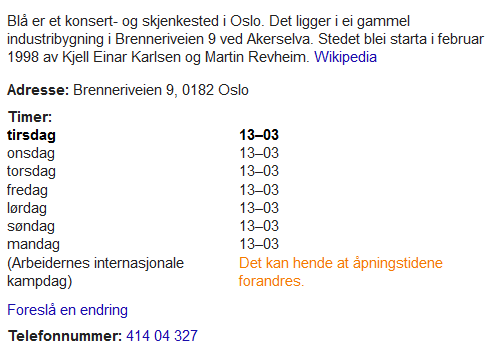 Blå er et konsert- og skjenkested i Oslo. Det ligger i ei gammel
industribygning i Brenneriveien 9 ved Akerselva. Stedet blei starta i februar
1998 av Kjell Einar Karlsen og Martin Revheim. Wikipedia
Adresse: Brenneriveien 9, 0182 Oslo
Timer:
tirsdag 13–03
onsdag 13–03
torsdag 13–03
fredag 13–03
lørdag 13–03
søndag 13–03
mandag 13–03
(Arbeidernes internasjonale Det kan hende at åpningstidene
kampdag) forandres.
Foreslå en endring
Telefonnummer: 414 04 327